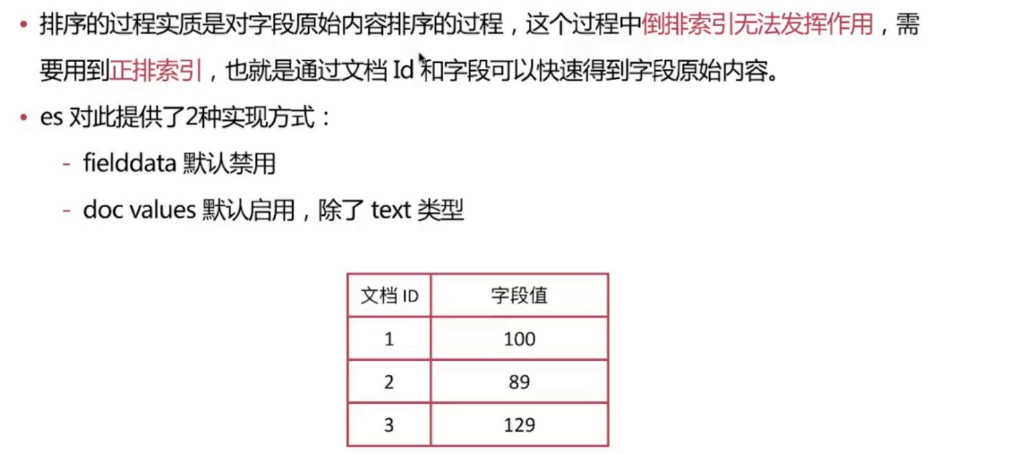 • 排序的过程实质是对字段原始内容排序的过程，这个过程中倒排索引无法发挥作用，需
要用到正排索引，也就是通过文档 Id 和字段可以快速得到字段原始内容。
• es 对此提供了2种实现方式：
- fielddata 默认禁用
- doc values 默认启用，除了 text 类型
文档 ID 字段值
1 100
2 89
3 129